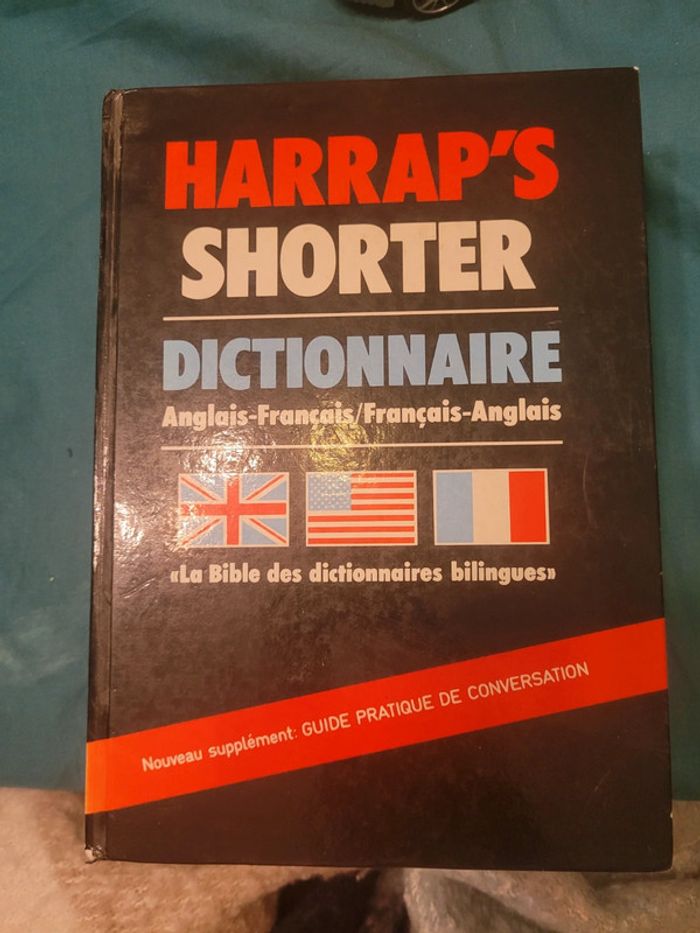 HARRAP'S
SHORTER
DICTIONNAIRE
Anglais-Français/Français-Anglais
«La Bible des dictionnaires bilingues»
Nouveau supplément: GUIDE PRATIQUE DE CONVERSATION